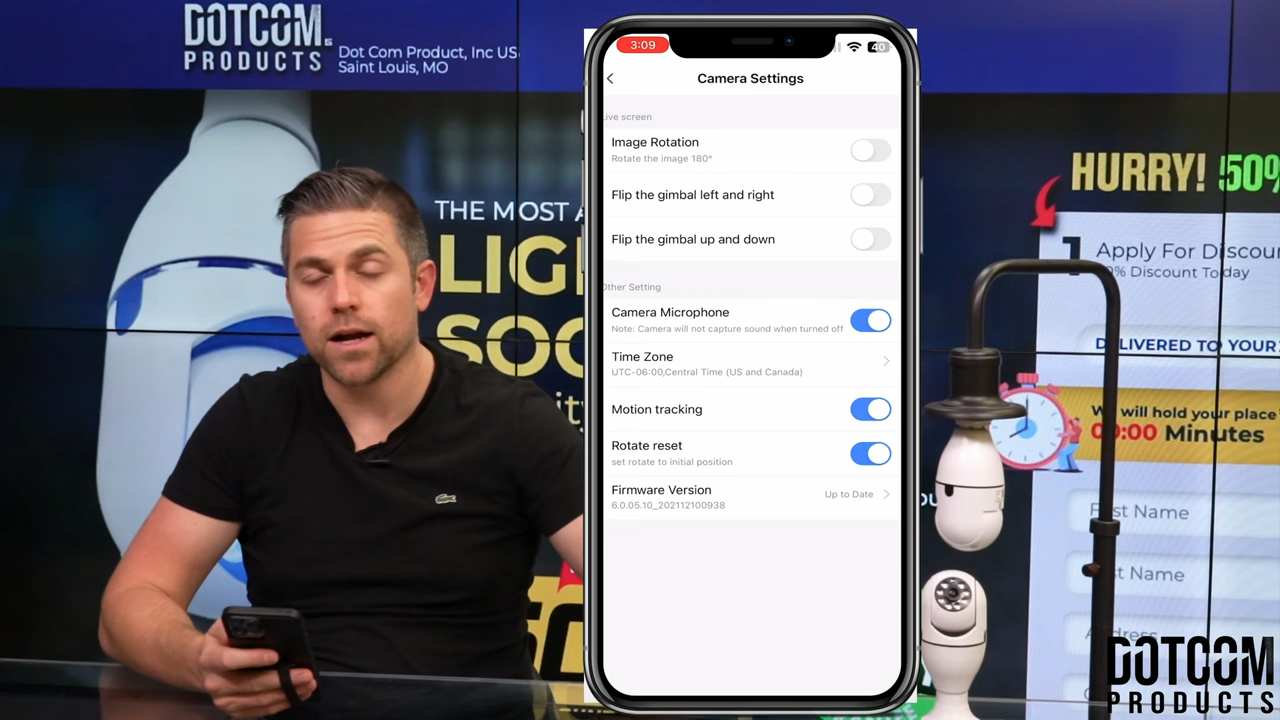 DOTCOM
PRODUCTS
Dot Com Product, Inc US
Saint Louis, MO
THE MOST
3:09
40
Camera Settings
ive screen
Image Rotation
Rotate the image 180°
Flip the gimbal left and right
Flip the gimbal up and down
Other Setting
Camera Microphone
Note: Camera will not capture sound when turned off
Time Zone
UTC-06:00,Central Time (US and Canada)
Motion tracking
Rotate reset
set rotate to initial position
Firmware Version
Up to Date
6.0.05.10_202112100938
HURRY! 50%
1
Apply For Discou
% Discount Today
DELIVERED TO YOUR
will hold your place
:00 Minutes
First Name
st Name
Address
DOTCOM
PRODUCTS